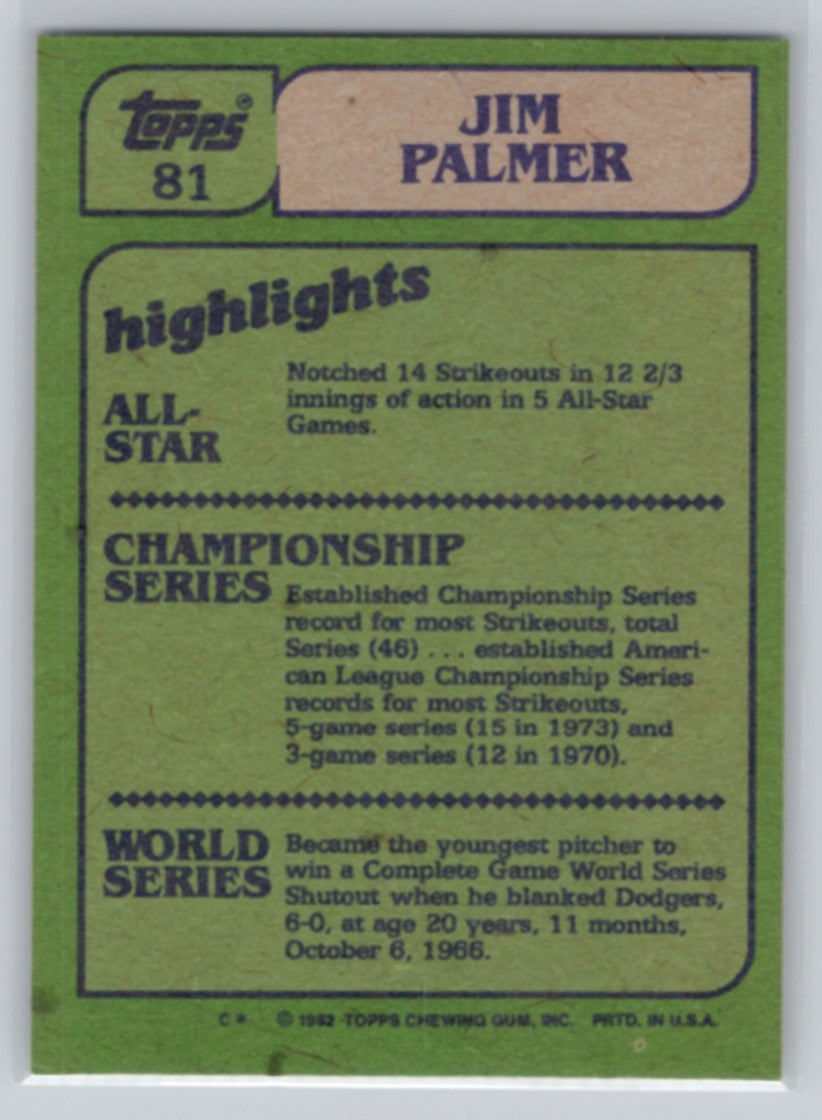 Topps®
81
JIM
PALMER
highlights
ALL-
STAR
Notched 14 Strikeouts in 12 2/3
innings of action in 5 All-Star
Games.
CHAMPIONSHIP
SERIES
Established Championship Series
record for most Strikeouts, total
Series (46) . . . established Ameri-
can League Championship Series
records for most Strikeouts,
5-game series (15 in 1973) and
3-game series (12 in 1970).
WORLD
SERIES
Became the youngest pitcher to
win a Complete Game World Series
Shutout when he blanked Dodgers,
6-0, at age 20 years, 11 months,
October 6, 1966.
C * © 1982 TOPPS CHEWING GUM, INC. PRTD. IN U.S.A.